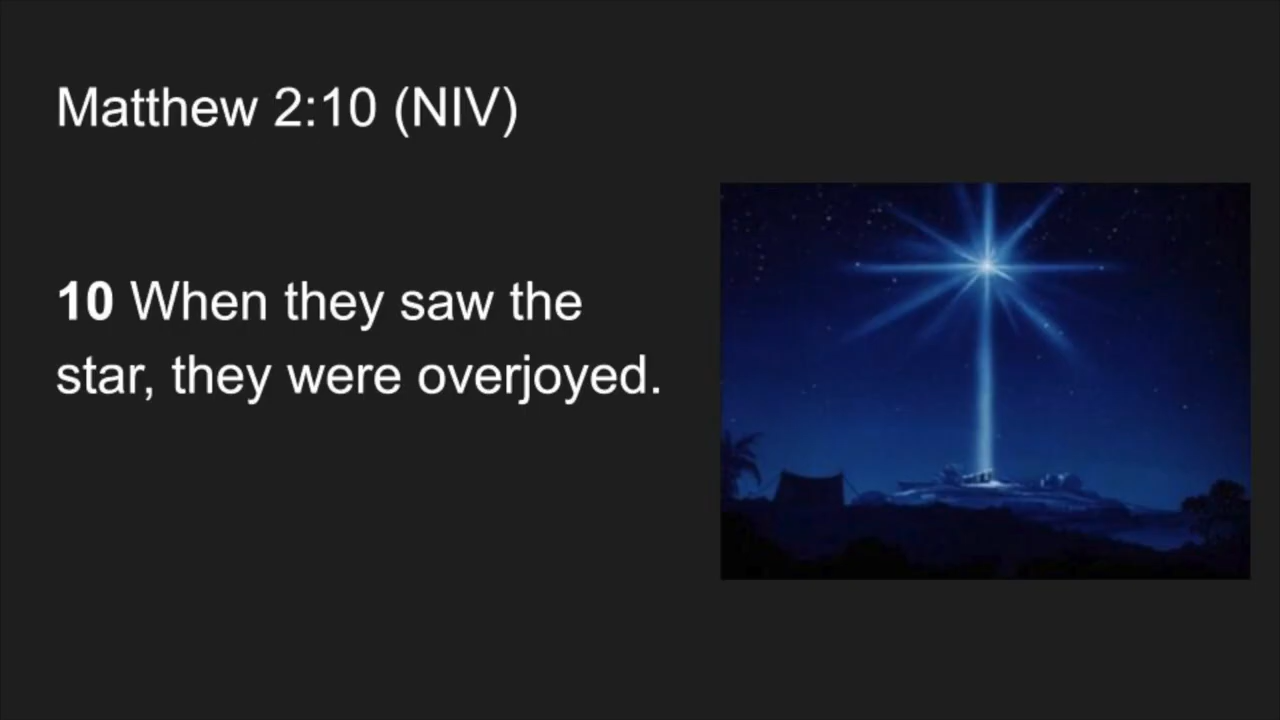 Matthew 2:10 (NIV)
10 When they saw the
star, they were overjoyed.